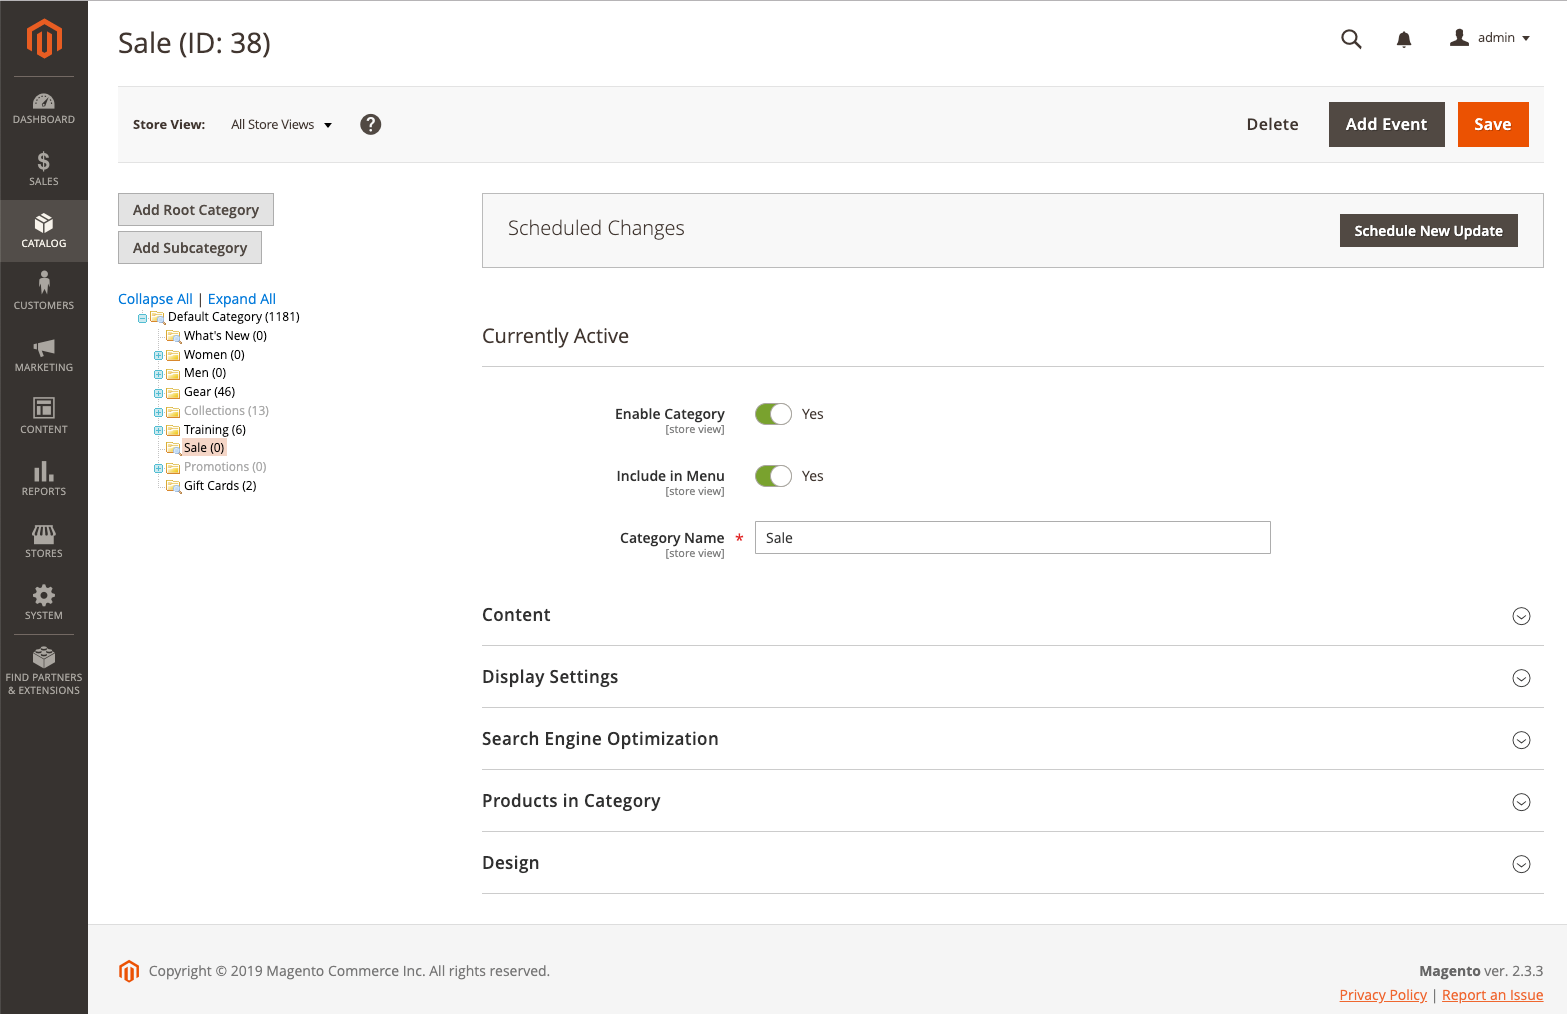 Sale (ID: 38)
admin
DASHBOARD
SALES
CATALOG
CUSTOMERS
MARKETING
CONTENT
REPORTS
STORES
SYSTEM
FIND PARTNERS
& EXTENSIONS
Store View: All Store Views ?
Delete Add Event Save
Add Root Category
Add Subcategory
Collapse All | Expand All
Default Category (1181)
What's New (0)
Women (0)
Men (0)
Gear (46)
Collections (13)
Training (6)
Sale (0)
Promotions (0)
Gift Cards (2)
Scheduled Changes Schedule New Update
Currently Active
Enable Category Yes
[store view]
Include in Menu Yes
[store view]
Category Name * Sale
[store view]
Content
Display Settings
Search Engine Optimization
Products in Category
Design
Copyright © 2019 Magento Commerce Inc. All rights reserved.
Magento ver. 2.3.3
Privacy Policy | Report an Issue